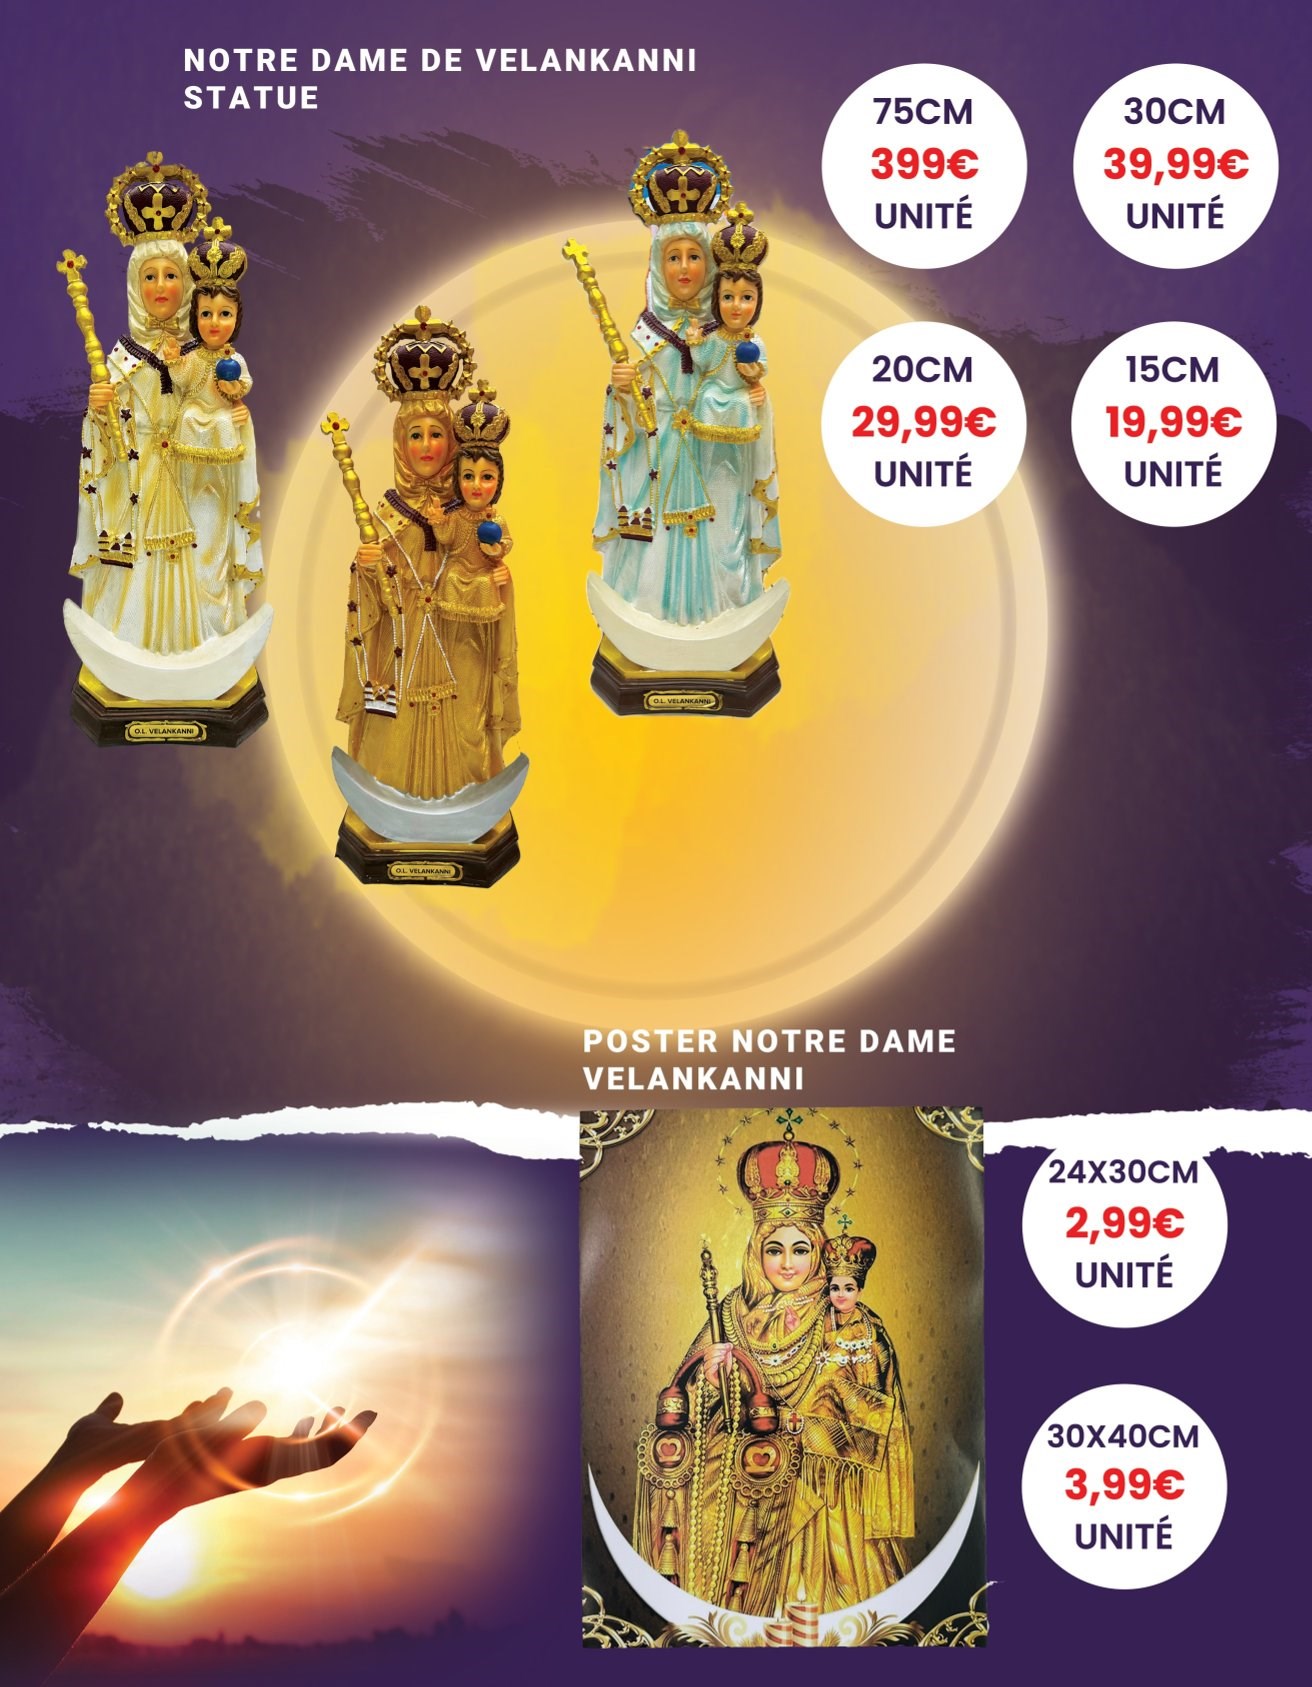 NOTRE DAME DE VELANKANNI
STATUE
75CM
399€
UNITÉ
30CM
39,99€
UNITÉ
20CM
29,99€
UNITÉ
15CM
19,99€
UNITÉ
O.L. VELANKANNI
O.L. VELANKANNI
O.L. VELANKANNI
POSTER NOTRE DAME
VELANKANNI
24X30CM
2,99€
UNITÉ
30X40CM
3,99€
UNITÉ